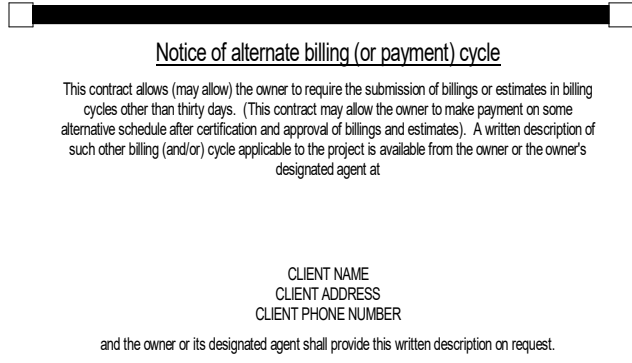 Notice of alternate billing (or payment) cycle
This contract allows (may allow) the owner to require the submission of billings or estimates in billing
cycles other than thirty days. (This contract may allow the owner to make payment on some
alternative schedule after certification and approval of billings and estimates). A written description of
such other billing (and/or) cycle applicable to the project is available from the owner or the owner's
designated agent at
CLIENT NAME
CLIENT ADDRESS
CLIENT PHONE NUMBER
and the owner or its designated agent shall provide this written description on request.